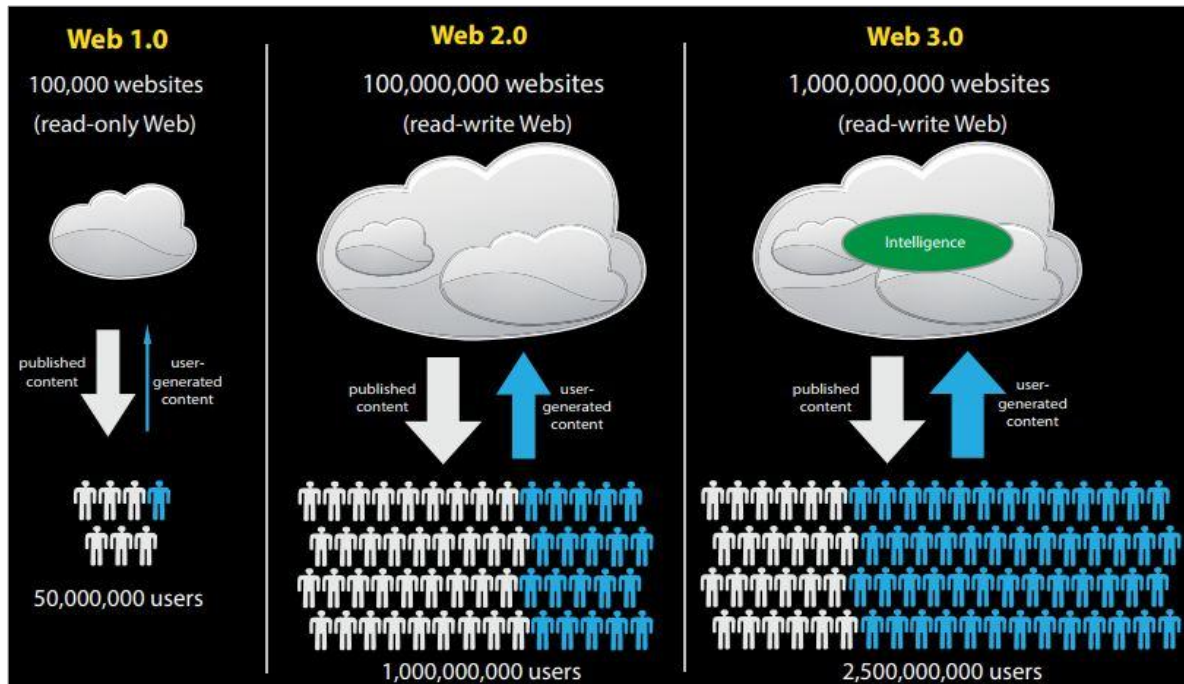 Web 1.0
100,000 websites
(read-only Web)
published
content
user-
generated
content
50,000,000 users
Web 2.0
100,000,000 websites
(read-write Web)
published
content
user-
generated
content
1,000,000,000 users
Web 3.0
1,000,000,000 websites
(read-write Web)
Intelligence
published
content
user-
generated
content
2,500,000,000 users